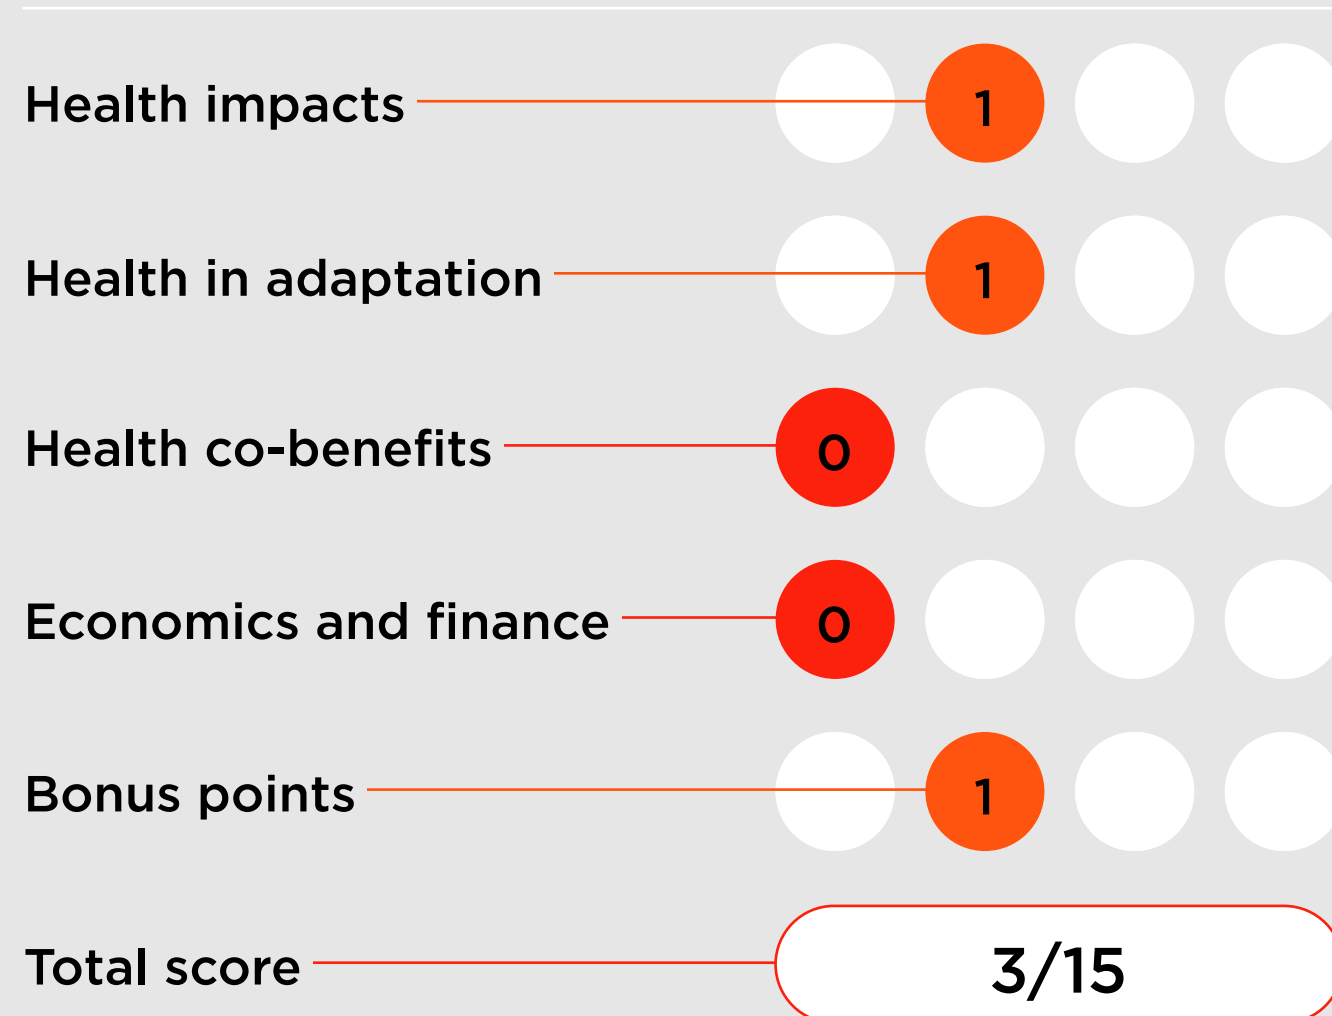 Health impacts 1
Health in adaptation 1
Health co-benefits 0
Economics and finance 0
Bonus points 1
Total score 3/15